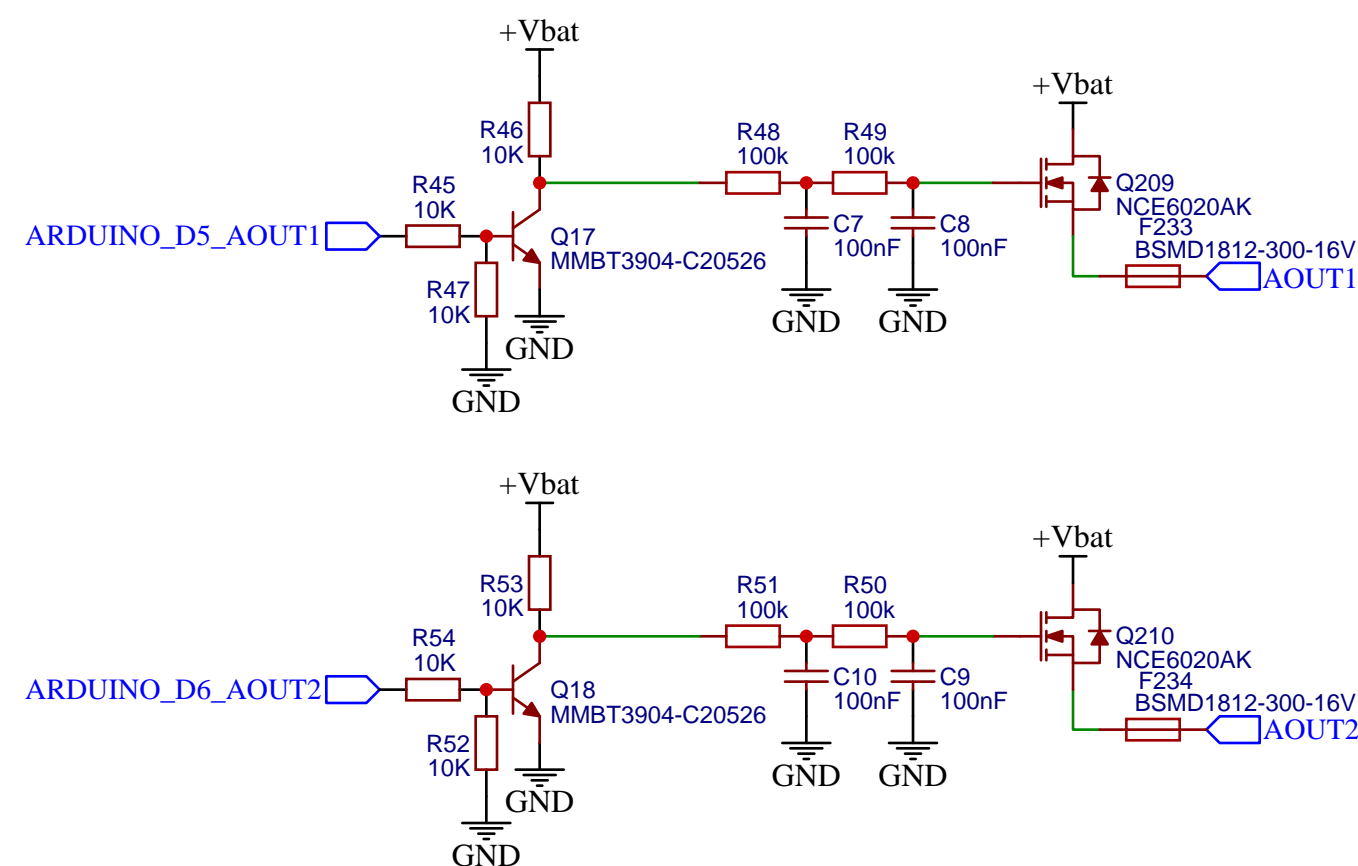 +Vbat
R46
10K
R45
10K
ARDUINO_D5_AOUT1
R47
10K
Q17
MMBT3904-C20526
GND
GND
R48
100k
R49
100k
C7
100nF
C8
100nF
GND
GND
+Vbat
Q209
NCE6020AK
F233
BSMD1812-300-16V
AOUT1
+Vbat
R53
10K
R54
10K
ARDUINO_D6_AOUT2
R52
10K
Q18
MMBT3904-C20526
GND
GND
R51
100k
R50
100k
C10
100nF
C9
100nF
GND
GND
+Vbat
Q210
NCE6020AK
F234
BSMD1812-300-16V
AOUT2